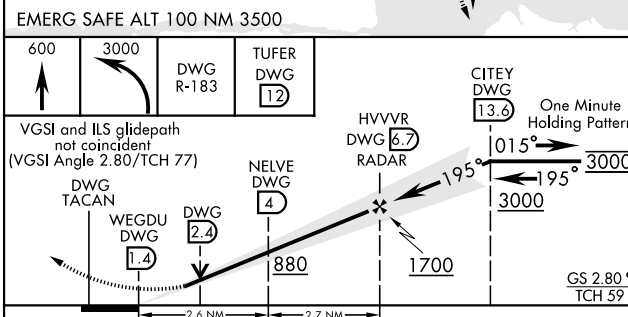 EMERG SAFE ALT 100 NM 3500
600
3000
DWG
R-183
TUFER
DWG
12
CITEY
DWG
13.6
One Minute
Holding Pattern
VGSI and ILS glidepath
not coincident
(VGSI Angle 2.80/TCH 77)
HVVVR
DWG 6.7
RADAR
015°
3000
195°
195°
3000
NELVE
DWG
4
DWG
TACAN
WEGDU
DWG
1.4
DWG
2.4
880
1700
GS 2.80°
TCH 59
2.6 NM
2.7 NM